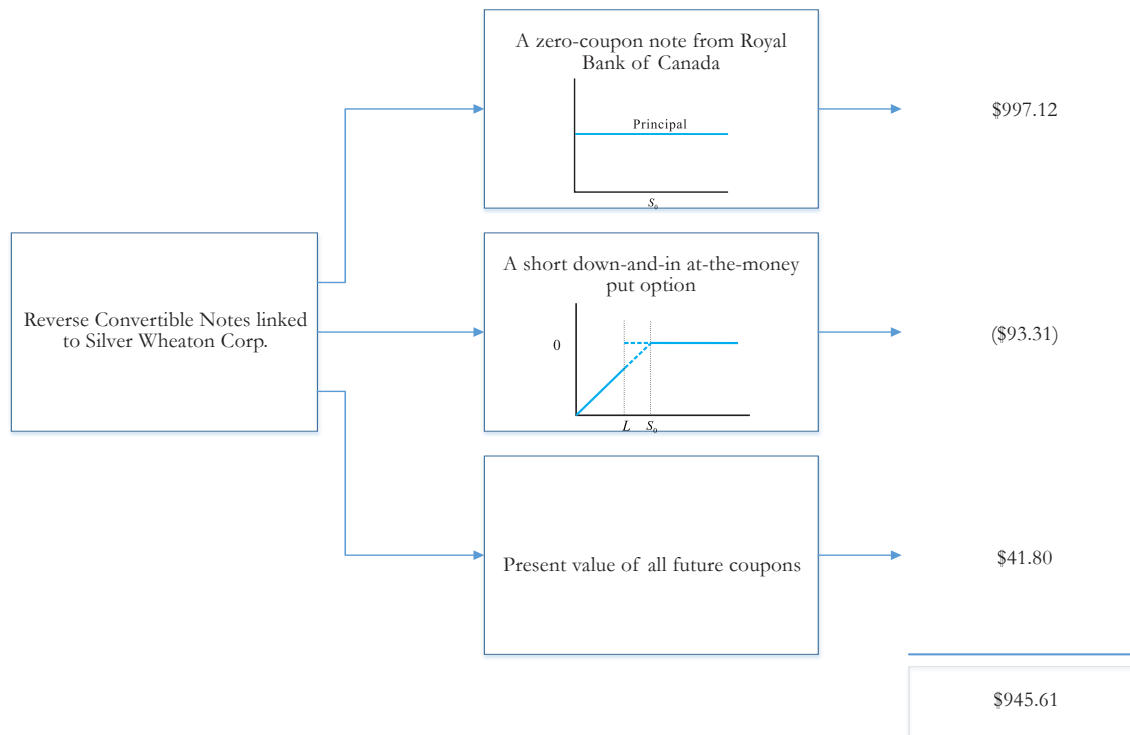 A zero-coupon note from Royal
Bank of Canada
Principal
S₀
$997.12
Reverse Convertible Notes linked
to Silver Wheaton Corp.
A short down-and-in at-the-money
put option
0
L S₀
($93.31)
Present value of all future coupons
$41.80
$945.61